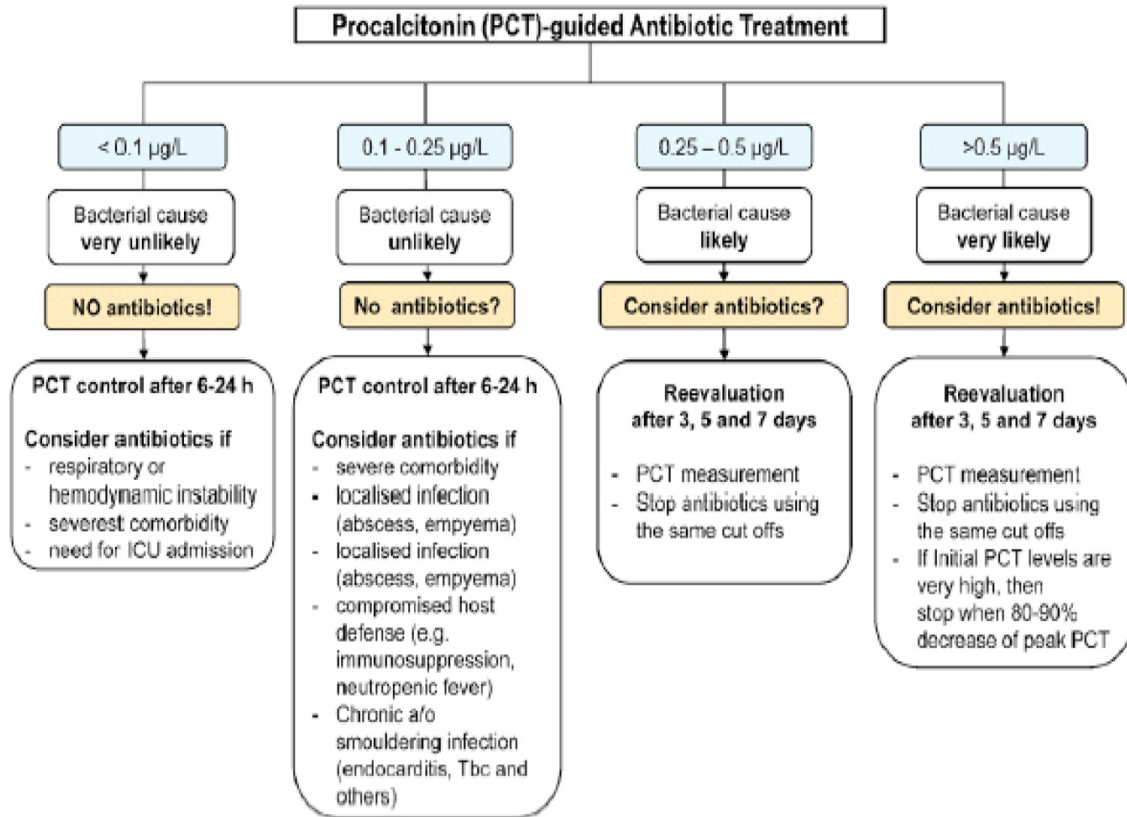 Procalcitonin (PCT)-guided Antibiotic Treatment
< 0.1 µg/L
0.1 - 0.25 µg/L
0.25 – 0.5 µg/L
>0.5 µg/L
Bacterial cause
very unlikely
Bacterial cause
unlikely
Bacterial cause
likely
Bacterial cause
very likely
NO antibiotics!
No antibiotics?
Consider antibiotics?
Consider antibiotics!
PCT control after 6-24 h
Consider antibiotics if
- respiratory or
hemodynamic instability
- severest comorbidity
- need for ICU admission
PCT control after 6-24 h
Consider antibiotics if
- severe comorbidity
- localised infection
(abscess, empyema)
- localised infection
(abscess, empyema)
- compromised host
defense (e.g.
immunosuppression,
neutropenic fever)
- Chronic a/o
smouldering infection
(endocarditis, Tbc and
others)
Reevaluation
after 3, 5 and 7 days
- PCT measurement
- Stop antibiotics using
the same cut offs
Reevaluation
after 3, 5 and 7 days
- PCT measurement
- Stop antibiotics using
the same cut offs
- If Initial PCT levels are
very high, then
stop when 80-90%
decrease of peak PCT